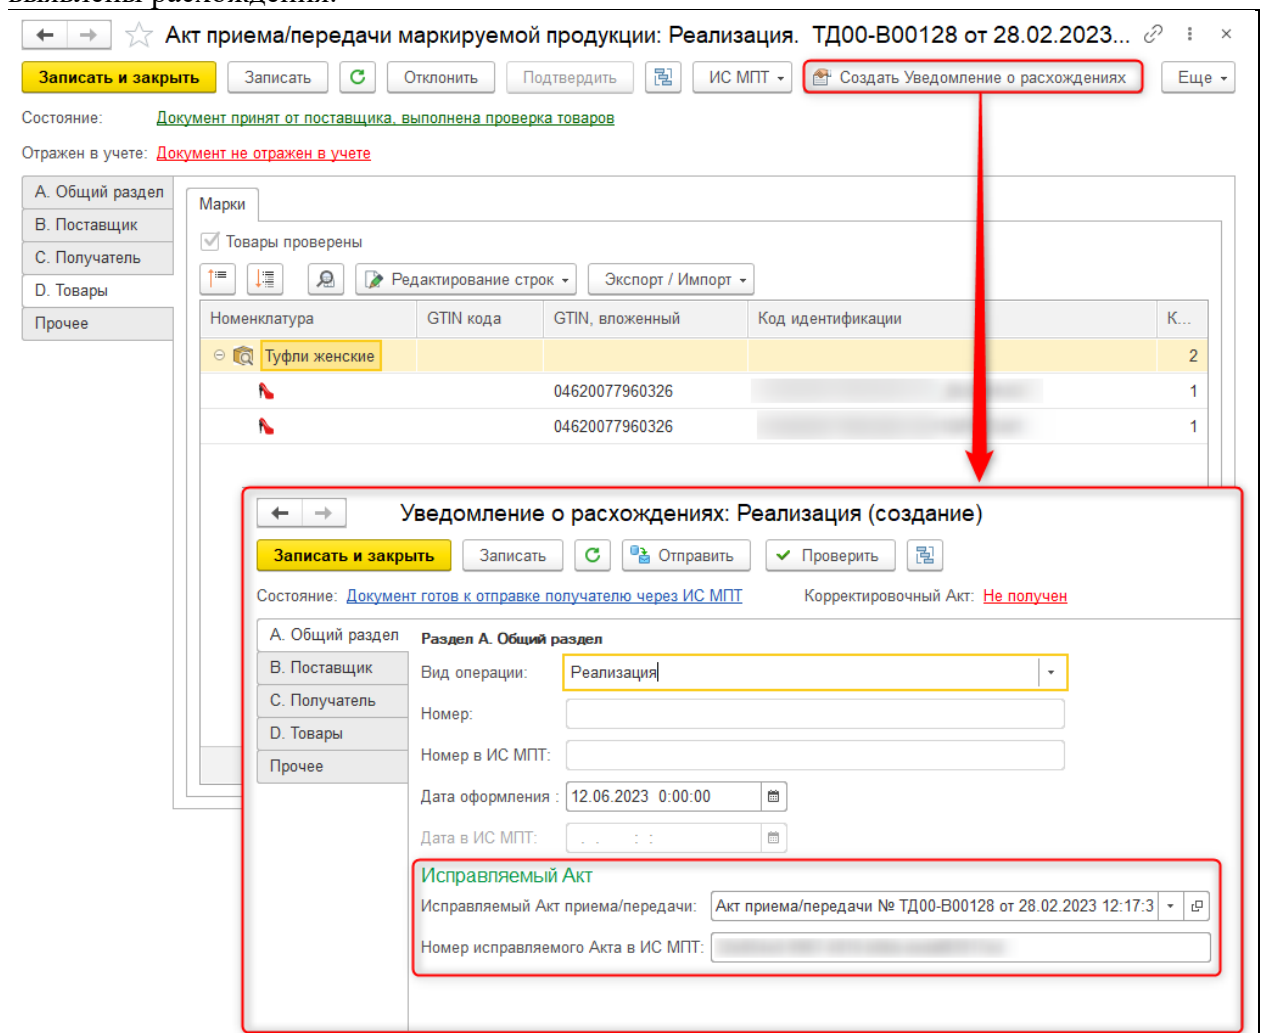 выявлены расхождения.
Акт приема/передачи маркируемой продукции: Реализация. ТД00-В00128 от 28.02.2023...
Записать и закрыть Записать Отклонить Подтвердить ИС МПТ Создать Уведомление о расхождениях Еще
Состояние: Документ принят от поставщика, выполнена проверка товаров
Отражен в учете: Документ не отражен в учете
A. Общий раздел
B. Поставщик
C. Получатель
D. Товары
Прочее
Марки
Товары проверены
Редактирование строк Экспорт / Импорт
Номенклатура GTIN кода GTIN, вложенный Код идентификации К...
Туфли женские 2
04620077960326 1
04620077960326 1
Уведомление о расхождениях: Реализация (создание)
Записать и закрыть Записать Отправить Проверить
Состояние: Документ готов к отправке получателю через ИС МПТ Корректировочный Акт: Не получен
A. Общий раздел
B. Поставщик
C. Получатель
D. Товары
Прочее
Раздел А. Общий раздел
Вид операции: Реализация
Номер:
Номер в ИС МПТ:
Дата оформления : 12.06.2023 0:00:00
Дата в ИС МПТ: . . : :
Исправляемый Акт
Исправляемый Акт приема/передачи: Акт приема/передачи № ТД00-В00128 от 28.02.2023 12:17:3
Номер исправляемого Акта в ИС МПТ: